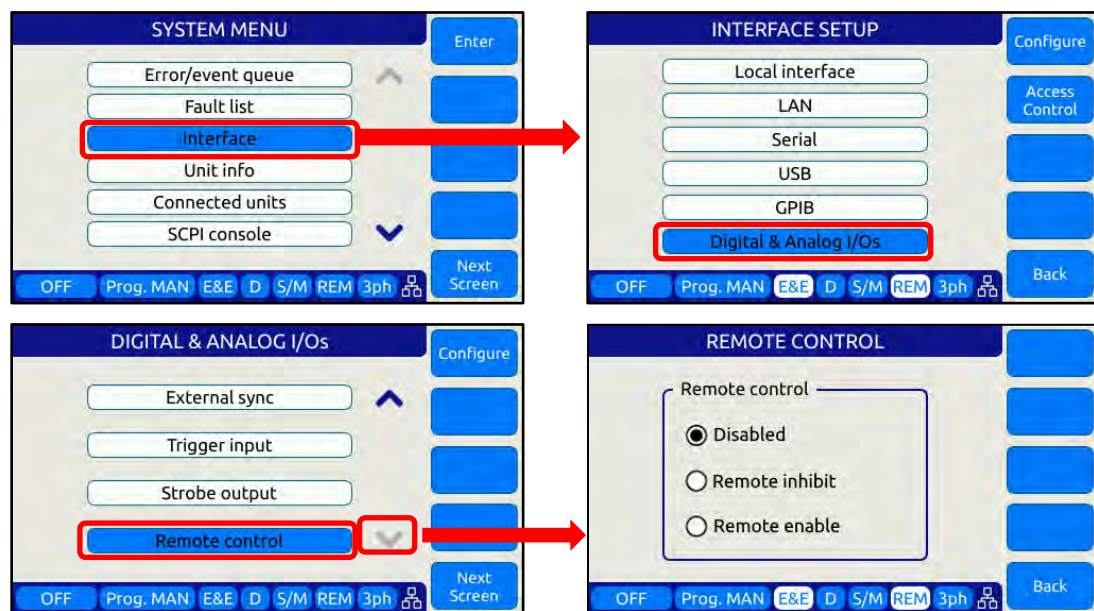 SYSTEM MENU
Enter
Error/event queue
Fault list
Interface
Unit info
Connected units
SCPI console
Next
Screen
OFF Prog. MAN E&E D S/M REM 3ph
INTERFACE SETUP
Configure
Local interface
Access
Control
LAN
Serial
USB
GPIB
Digital & Analog I/Os
Back
OFF Prog. MAN E&E D S/M REM 3ph
DIGITAL & ANALOG I/Os
Configure
External sync
Trigger input
Strobe output
Remote control
Next
Screen
OFF Prog. MAN E&E D S/M REM 3ph
REMOTE CONTROL
Remote control
Disabled
Remote inhibit
Remote enable
Back
OFF Prog. MAN E&E D S/M REM 3ph